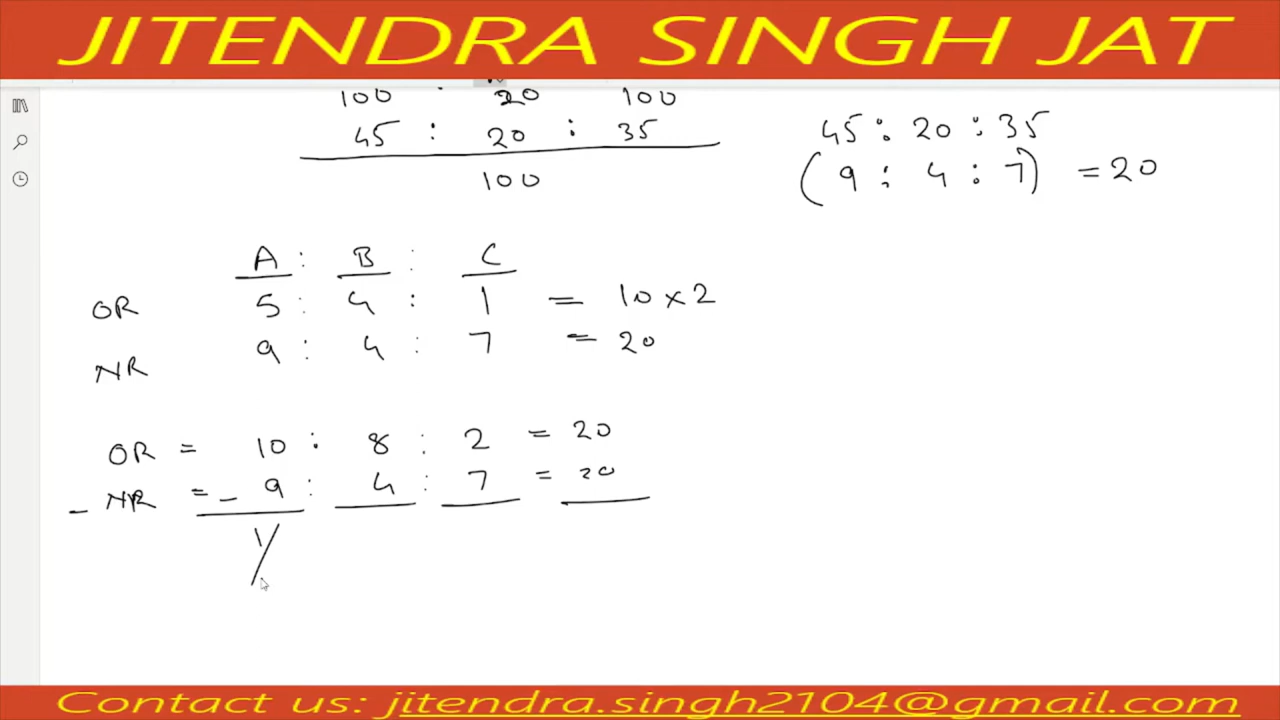 JITENDRA SINGH JAT
100 : 20 100
45 : 20 : 35
100
45 : 20 : 35
(9 : 4 : 7) = 20
A : B : C
OR 5 : 4 : 1 = 10 x 2
NR 9 : 4 : 7 = 20
OR = 10 : 8 : 2 = 20
- NR = - 9 : 4 : 7 = 20
1/
Contact us: jitendra.singh2104@gmail.com